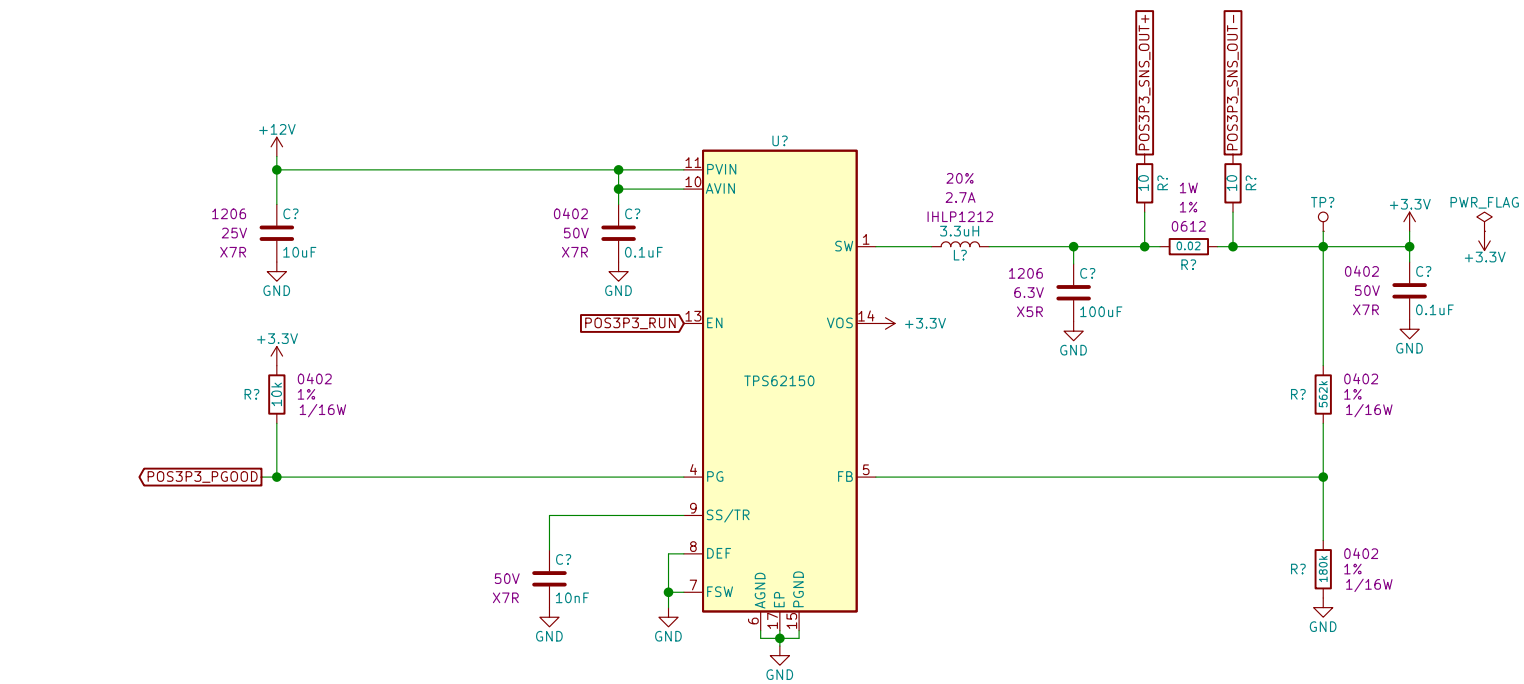 POS3P3_SNS_OUT+
POS3P3_SNS_OUT-
10
R?
10
R?
+12V
1206
25V
X7R
C?
10uF
GND
0402
50V
X7R
C?
0.1uF
GND
U?
11
PVIN
10
AVIN
SW
1
20%
2.7A
IHLP1212
3.3uH
L?
1W
1%
0612
0.02
R?
TP?
+3.3V
PWR_FLAG
+3.3V
1206
6.3V
X5R
C?
100uF
GND
0402
50V
X7R
C?
0.1uF
GND
POS3P3_RUN
13
EN
VOS
14
+3.3V
TPS62150
+3.3V
R?
10k
0402
1%
1/16W
POS3P3_PGOOD
4
PG
FB
5
R?
562k
0402
1%
1/16W
9
SS/TR
8
DEF
7
FSW
50V
X7R
C?
10nF
GND
GND
AGND
EP
PGND
6
17
15
GND
R?
180k
0402
1%
1/16W
GND